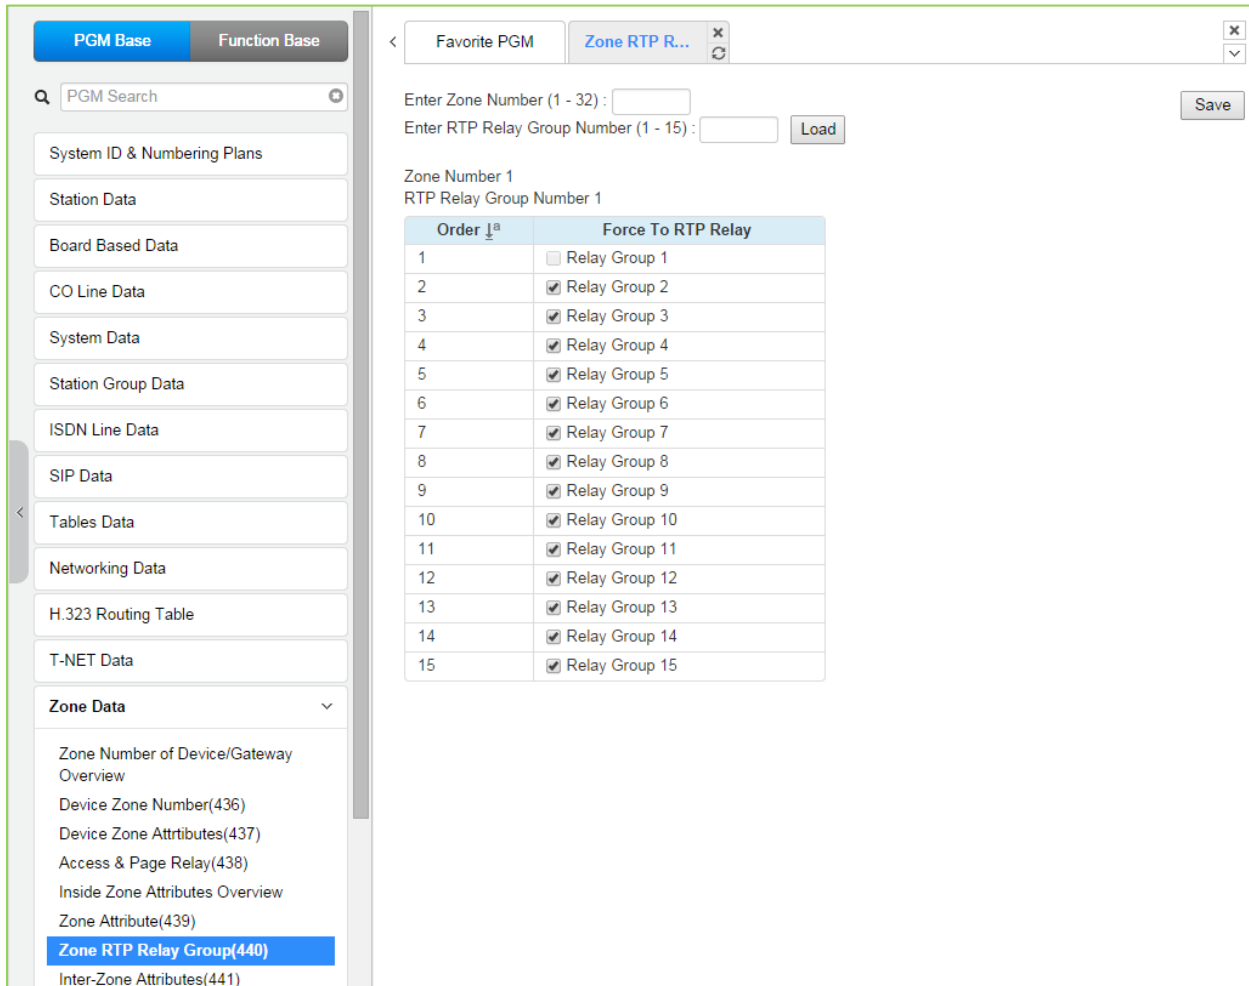 PGM Base
Function Base
PGM Search
System ID & Numbering Plans
Station Data
Board Based Data
CO Line Data
System Data
Station Group Data
ISDN Line Data
SIP Data
Tables Data
Networking Data
H.323 Routing Table
T-NET Data
Zone Data
Zone Number of Device/Gateway
Overview
Device Zone Number(436)
Device Zone Attrtibutes(437)
Access & Page Relay(438)
Inside Zone Attributes Overview
Zone Attribute(439)
Zone RTP Relay Group(440)
Inter-Zone Attributes(441)
Favorite PGM
Zone RTP R...
Enter Zone Number (1 - 32) :
Save
Enter RTP Relay Group Number (1 - 15) :
Load
Zone Number 1
RTP Relay Group Number 1
Order Force To RTP Relay
1 Relay Group 1
2 Relay Group 2
3 Relay Group 3
4 Relay Group 4
5 Relay Group 5
6 Relay Group 6
7 Relay Group 7
8 Relay Group 8
9 Relay Group 9
10 Relay Group 10
11 Relay Group 11
12 Relay Group 12
13 Relay Group 13
14 Relay Group 14
15 Relay Group 15